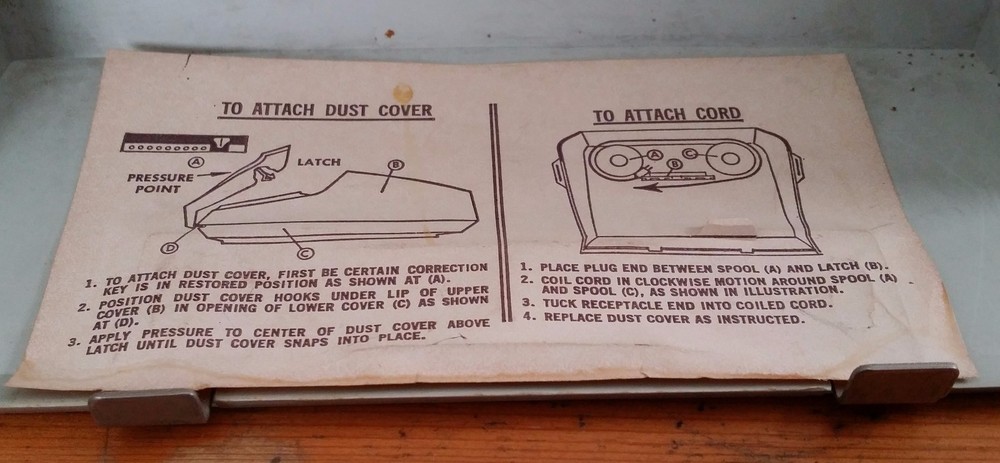 TO ATTACH DUST COVER
A
LATCH
B
PRESSURE
POINT
D
C
1. TO ATTACH DUST COVER, FIRST BE CERTAIN CORRECTION
KEY IS IN RESTORED POSITION AS SHOWN AT (A).
2. POSITION DUST COVER HOOKS UNDER LIP OF UPPER
COVER (B) IN OPENING OF LOWER COVER (C) AS SHOWN
AT (D).
3. APPLY PRESSURE TO CENTER OF DUST COVER ABOVE
LATCH UNTIL DUST COVER SNAPS INTO PLACE.
TO ATTACH CORD
A
B
C
1. PLACE PLUG END BETWEEN SPOOL (A) AND LATCH (B).
2. COIL CORD IN CLOCKWISE MOTION AROUND SPOOL (A)
AND SPOOL (C), AS SHOWN IN ILLUSTRATION.
3. TUCK RECEPTACLE END INTO COILED CORD.
4. REPLACE DUST COVER AS INSTRUCTED.